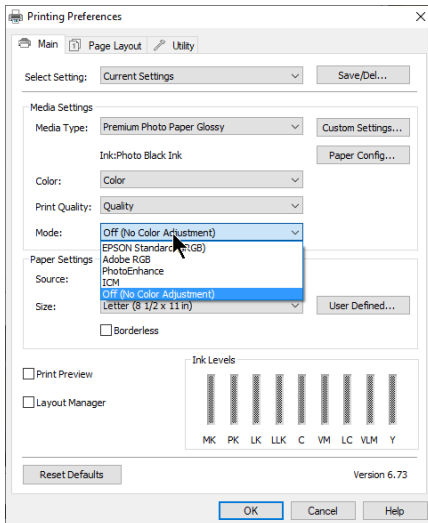 Printing Preferences
Main Page Layout Utility
Select Setting: Current Settings Save/Del...
Media Settings
Media Type: Premium Photo Paper Glossy Custom Settings...
Ink:Photo Black Ink Paper Config...
Color: Color
Print Quality: Quality
Mode: Off (No Color Adjustment)
EPSON Standard RGB)
Adobe RGB
Paper Settings PhotoEnhance
Source: ICM
Off (No Color Adjustment)
Size: Letter (8 1/2 x 11 in) User Defined...
Borderless
Print Preview Ink Levels
Layout Manager
MK PK LK LLK C VM LC VLM Y
Reset Defaults Version 6.73
OK Cancel Help